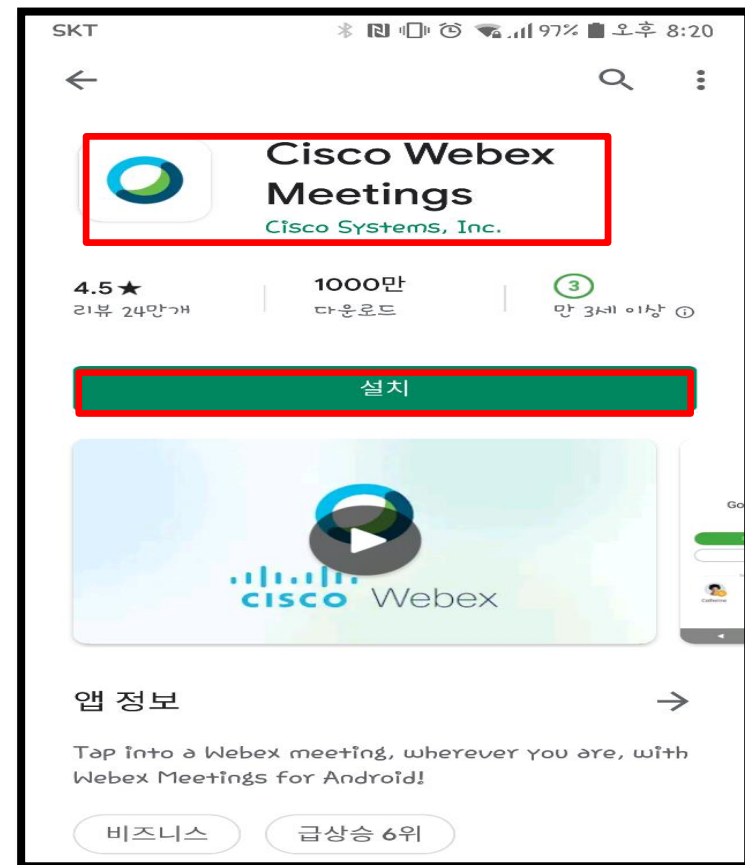 SKT 97% 오후 8:20
Cisco Webex
Meetings
Cisco Systems, Inc.
4.5★ 1000만 3
리뷰 24만개 다운로드 만 3세 이상
설치
CISCO Webex
Go
Catherine
앱 정보
Tap into a Webex meeting, wherever you are, with
Webex Meetings for Android!
비즈니스 급상승 6위